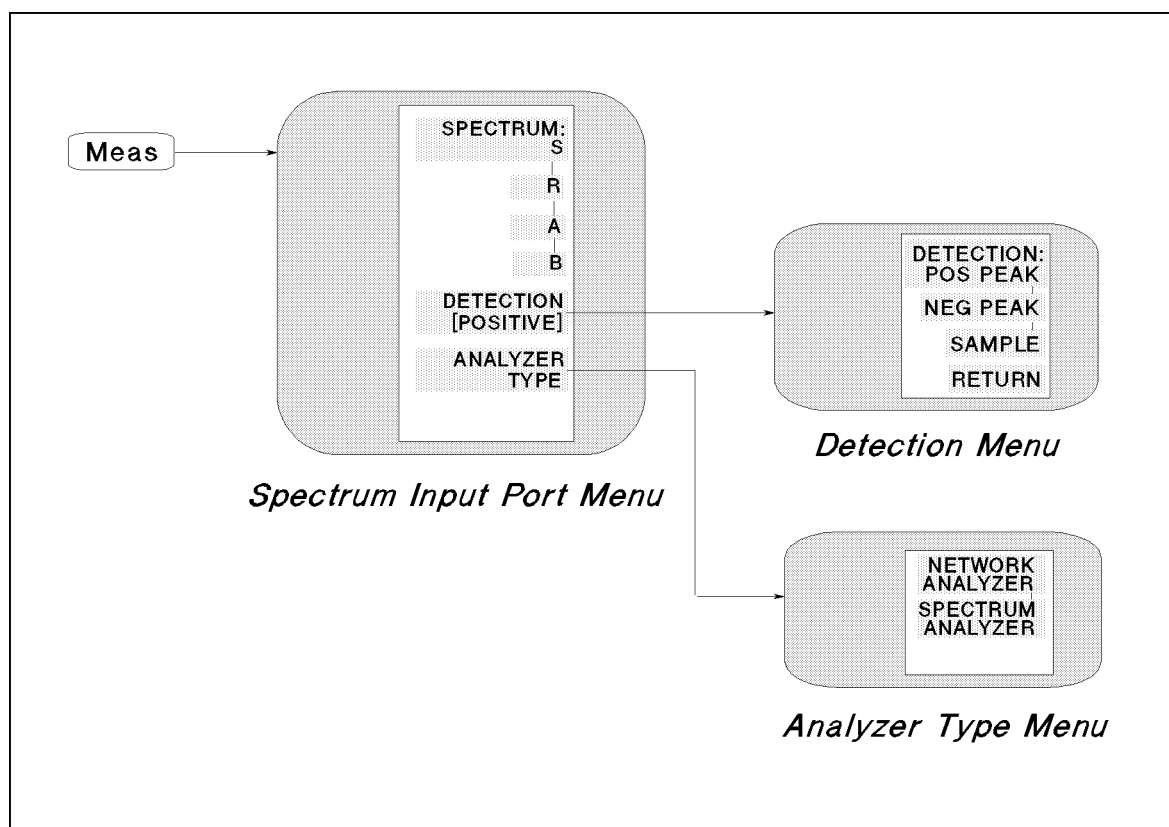 Meas
SPECTRUM:
S
R
A
B
DETECTION
[POSITIVE]
ANALYZER
TYPE
Spectrum Input Port Menu
DETECTION:
POS PEAK
NEG PEAK
SAMPLE
RETURN
Detection Menu
NETWORK
ANALYZER
SPECTRUM
ANALYZER
Analyzer Type Menu